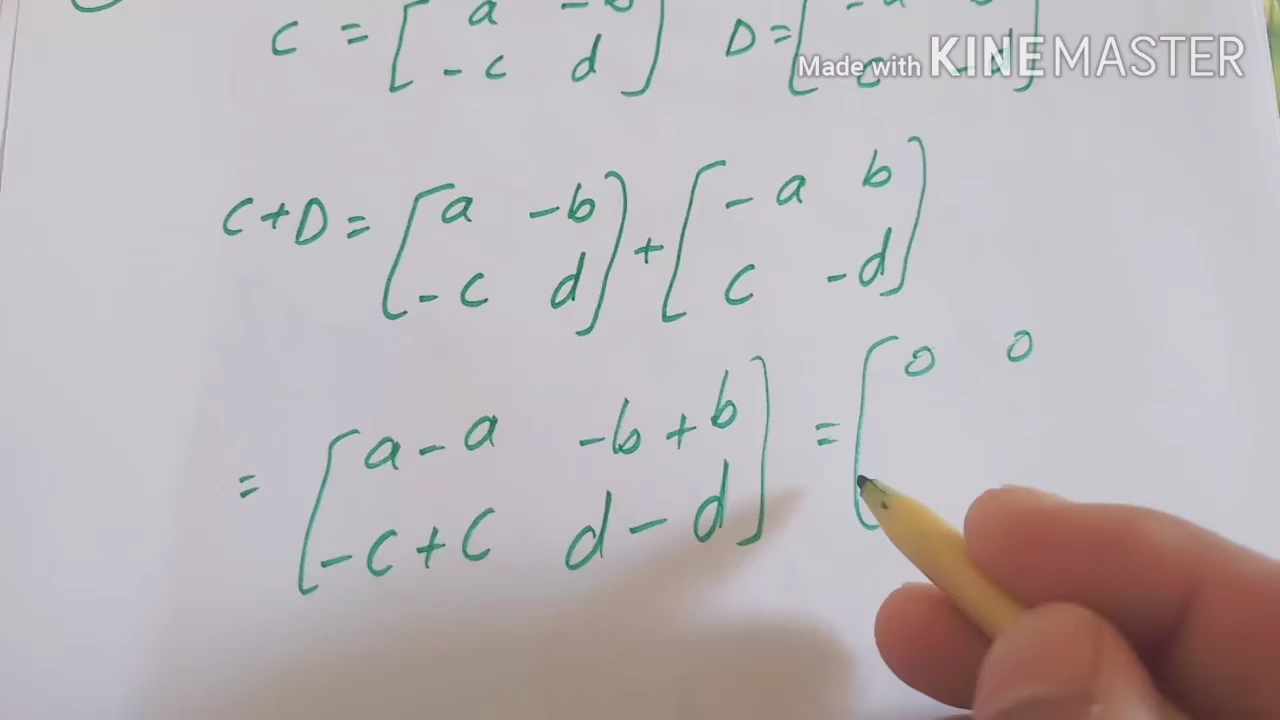 C = [ a -b ] D = [ -a b ]
[ -c d ] [ c -d ]
Made with KINEMASTER
C+D = [ a -b ] + [ -a b ]
[ -c d ] [ c -d ]
= [ a-a -b+b ] = [ 0 0
[ -c+c d-d ]